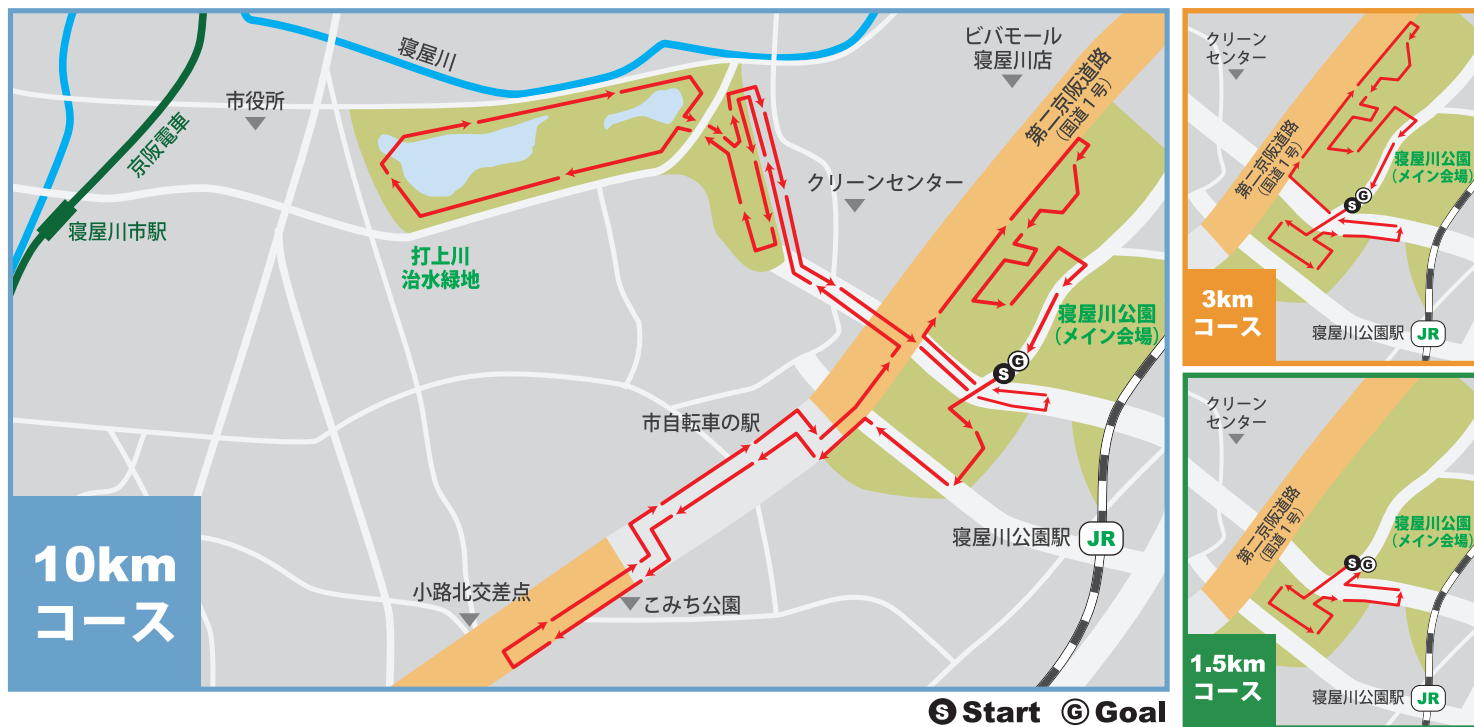 寝屋川
市役所
京阪電車
寝屋川市駅
打上川
治水緑地
ビバモール
寝屋川店
第二京阪道路
（国道1号）
クリーンセンター
寝屋川公園
（メイン会場）
S
G
市自転車の駅
寝屋川公園駅
JR
小路北交差点
こみち公園
10km
コース
S Start G Goal
クリーン
センター
第二京阪道路
（国道1号）
寝屋川公園
（メイン会場）
S
G
寝屋川公園駅
JR
3km
コース
クリーン
センター
第二京阪道路
（国道1号）
寝屋川公園
（メイン会場）
S
G
寝屋川公園駅
JR
1.5km
コース